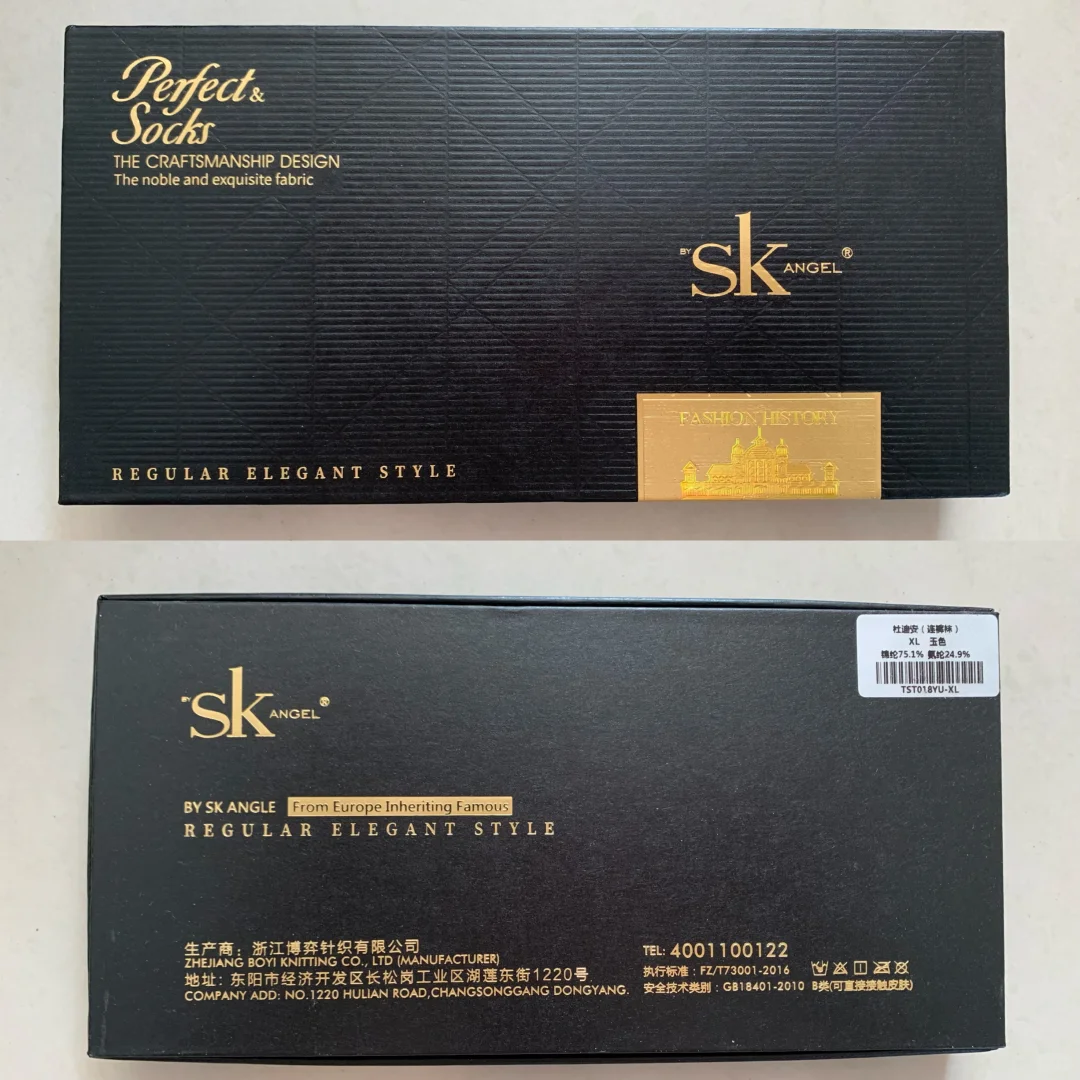 Perfect &
Socks
THE CRAFTSMANSHIP DESIGN
The noble and exquisite fabric
BY SK ANGEL®
FASHION HISTORY
REGULAR ELEGANT STYLE
杜迪安（连裤袜）
XL 玉色
锦纶75.1% 氨纶24.9%
TST018YU-XL
BY SK ANGEL®
BY SK ANGLE From Europe Inheriting Famous
REGULAR ELEGANT STYLE
生产商：浙江博弈针织有限公司
ZHEJIANG BOYI KNITTING CO., LTD (MANUFACTURER)
地址：东阳市经济开发区长松岗工业区湖莲东街1220号
COMPANY ADD: NO.1220 HULIAN ROAD,CHANGSONGGANG DONGYANG.
TEL: 4001100122
执行标准：FZ/T73001-2016
安全技术类别：GB18401-2010 B类(可直接接触皮肤)